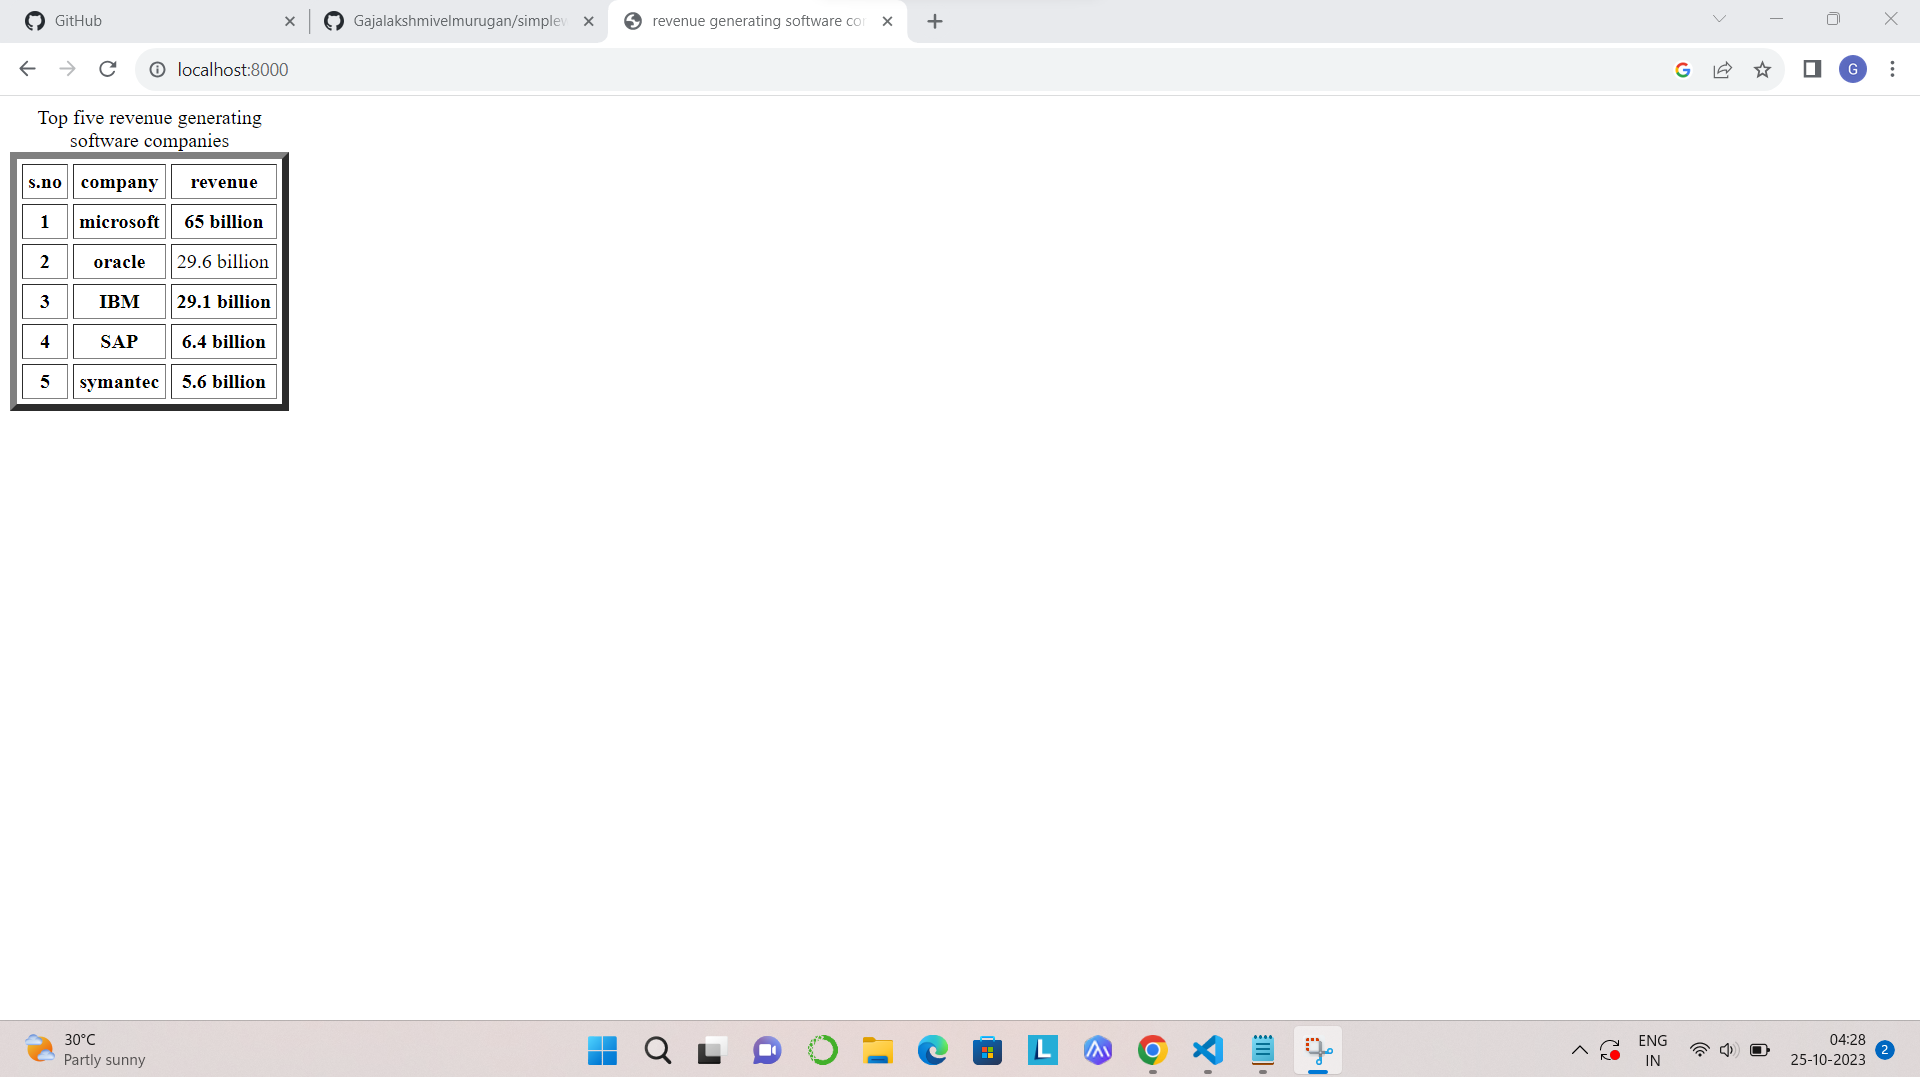 GitHub
Gajalakshmivelmurugan/simplew
revenue generating software co
localhost:8000
G
Top five revenue generating
software companies
s.no company revenue
1 microsoft 65 billion
2 oracle 29.6 billion
3 IBM 29.1 billion
4 SAP 6.4 billion
5 symantec 5.6 billion
30°C
Partly sunny
L
ENG
IN
04:28
25-10-2023
2